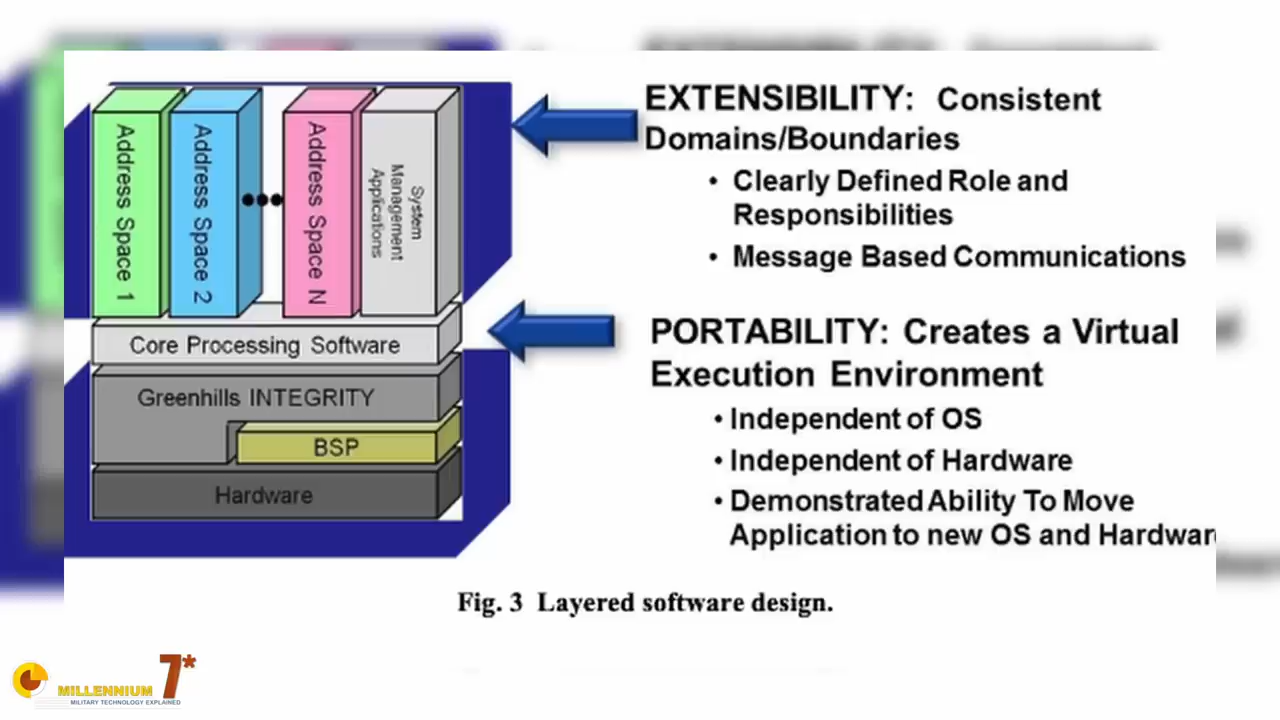 Address Space 1
Address Space 2
Address Space N
System
Management
Applications
Core Processing Software
Greenhills INTEGRITY
BSP
Hardware
EXTENSIBILITY: Consistent
Domains/Boundaries
• Clearly Defined Role and
Responsibilities
• Message Based Communications
PORTABILITY: Creates a Virtual
Execution Environment
• Independent of OS
• Independent of Hardware
• Demonstrated Ability To Move
Application to new OS and Hardwar
Fig. 3 Layered software design.
MILLENNIUM 7*
MILITARY TECHNOLOGY EXPLAINED